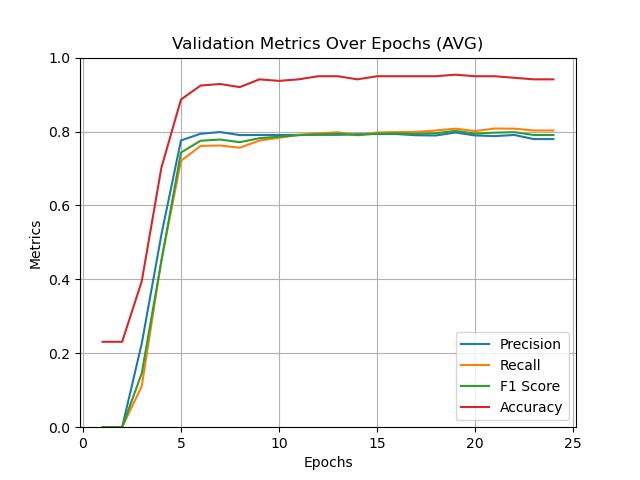 Validation Metrics Over Epochs (AVG)
1.0
0.8
0.6
0.4
0.2
0.0
Metrics
0 5 10 15 20 25
Epochs
Precision
Recall
F1 Score
Accuracy